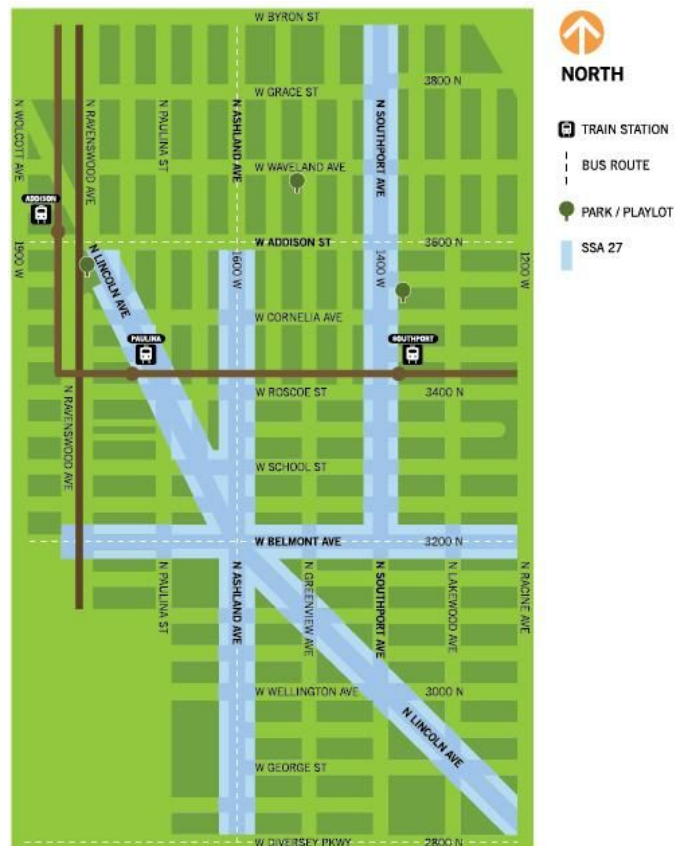 W BYRON ST
3800 N
W GRACE ST
N WOLCOTT AVE
N RAVENSWOOD AVE
N PAULINA ST
N ASHLAND AVE
N SOUTHPORT AVE
W WAVELAND AVE
ADDISON
W ADDISON ST
3600 N
1900 W
N LINCOLN AVE
1600 W
1400 W
1200 W
W CORNELIA AVE
PAULINA
SOUTHPORT
W ROSCOE ST
3400 N
N RAVENSWOOD AVE
W SCHOOL ST
W BELMONT AVE
3200 N
N PAULINA ST
N ASHLAND AVE
N GREENVIEW AVE
N SOUTHPORT AVE
N LAKEWOOD AVE
N RACINE AVE
W WELLINGTON AVE
3000 N
N LINCOLN AVE
W GEORGE ST
W DIVERSEY PKWY
2800 N
NORTH
TRAIN STATION
BUS ROUTE
PARK / PLAYLOT
SSA 27